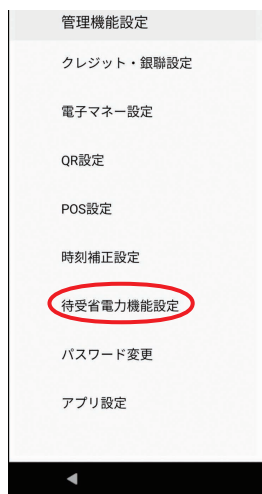 管理機能設定
クレジット・銀聯設定
電子マネー設定
QR設定
POS設定
時刻補正設定
待受省電力機能設定
パスワード変更
アプリ設定